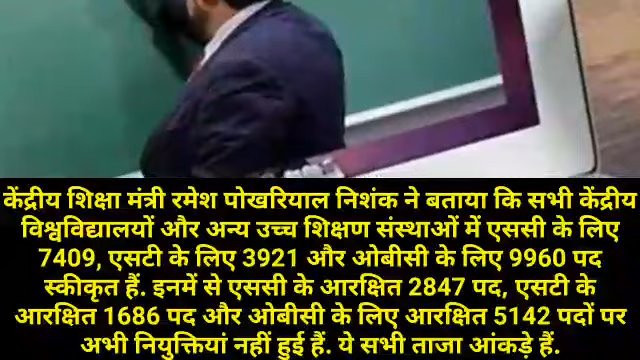 केंद्रीय शिक्षा मंत्री रमेश पोखरियाल निशंक ने बताया कि सभी केंद्रीय
विश्वविद्यालयों और अन्य उच्च शिक्षण संस्थाओं में एससी के लिए
7409, एसटी के लिए 3921 और ओबीसी के लिए 9960 पद
स्कीकृत हैं. इनमें से एससी के आरक्षित 2847 पद, एसटी के
आरक्षित 1686 पद और ओबीसी के लिए आरक्षित 5142 पदों पर
अभी नियुक्तियां नहीं हुई हैं. ये सभी ताजा आंकड़े हैं.